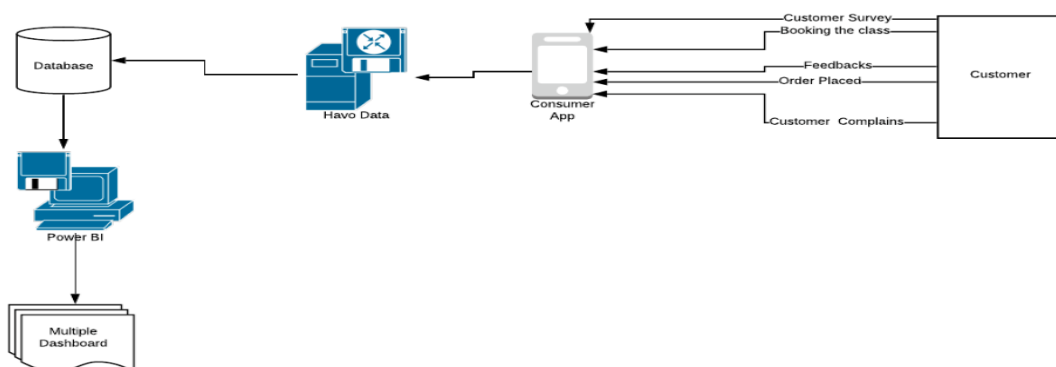 Customer Survey
Booking the class
Feedbacks
Order Placed
Customer Complains
Customer
Consumer
App
Havo Data
Database
Power BI
Multiple
Dashboard